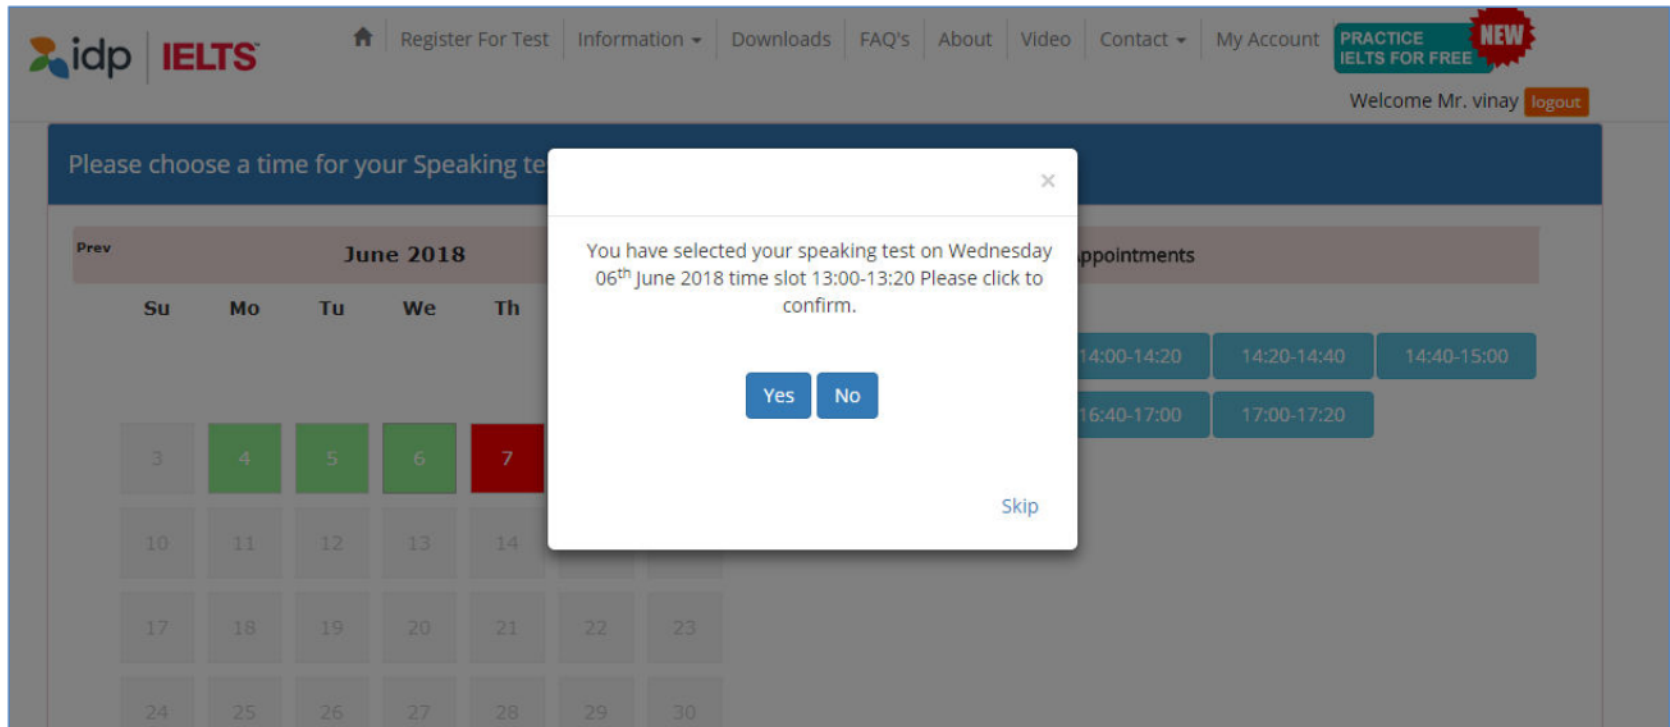 idp IELTS
Register For Test Information Downloads FAQ's About Video Contact My Account
PRACTICE
IELTS FOR FREE
NEW
Welcome Mr. vinay logout
Please choose a time for your Speaking te
You have selected your speaking test on Wednesday
06th June 2018 time slot 13:00-13:20 Please click to
confirm.
Yes No
Skip
Prev June 2018
Su Mo Tu We Th
3 4 5 6 7
10 11 12 13 14
17 18 19 20 21 22 23
24 25 26 27 28 29 30
ppointments
14:00-14:20 14:20-14:40 14:40-15:00
16:40-17:00 17:00-17:20